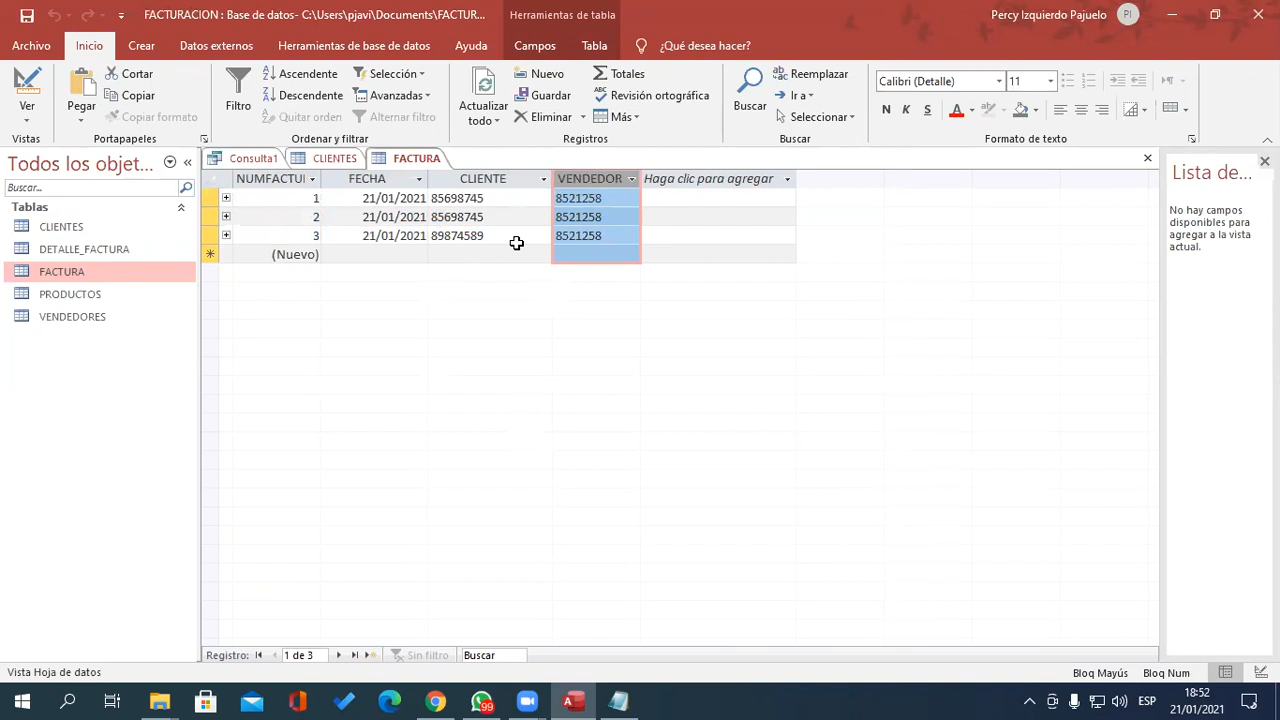 FACTURACION : Base de datos- C:\Users\pjavi\Documents\FACTUR...
Herramientas de tabla
Percy Izquierdo Pajuelo
PI
Archivo
Inicio
Crear
Datos externos
Herramientas de base de datos
Ayuda
Campos
Tabla
¿Qué desea hacer?
Ver
Vistas
Pegar
Cortar
Copiar
Copiar formato
Portapapeles
Filtro
Ascendente
Descendente
Quitar orden
Selección
Avanzadas
Alternar filtro
Ordenar y filtrar
Actualizar
todo
Nuevo
Guardar
Eliminar
Totales
Revisión ortográfica
Más
Registros
Buscar
Reemplazar
Ir a
Seleccionar
Buscar
Calibri (Detalle)
11
N K S
A
Formato de texto
Todos los objet...
Buscar...
Tablas
CLIENTES
DETALLE_FACTURA
FACTURA
PRODUCTOS
VENDEDORES
Consulta1
CLIENTES
FACTURA
NUMFACTUI FECHA CLIENTE VENDEDOR Haga clic para agregar
1 21/01/2021 85698745 8521258
2 21/01/2021 85698745 8521258
3 21/01/2021 89874589 8521258
(Nuevo)
Lista de...
No hay campos
disponibles para
agregar a la vista
actual.
Registro: 1 de 3 Sin filtro Buscar
Vista Hoja de datos
Bloq Mayús
Bloq Num
99
ESP
18:52
21/01/2021